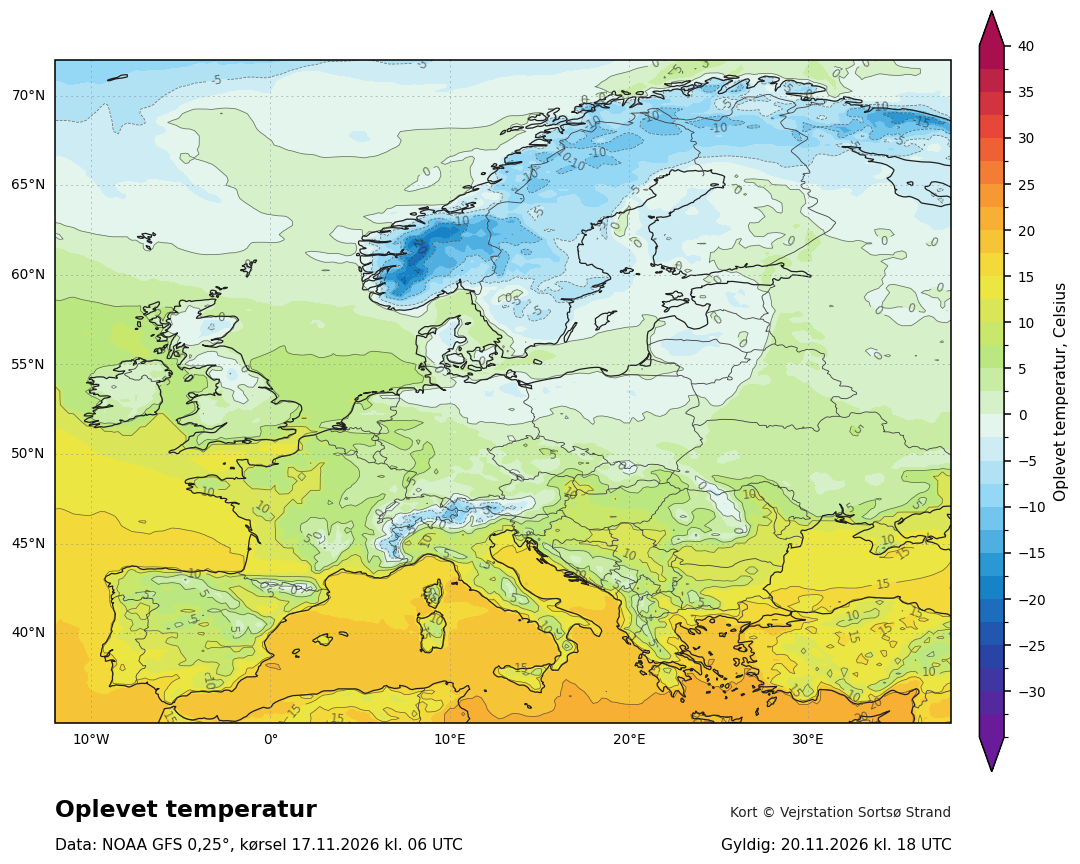 70°N
65°N
60°N
55°N
50°N
45°N
40°N
10°W
0°
10°E
20°E
30°E
40
35
30
25
20
15
10
5
0
−5
−10
−15
−20
−25
−30
Oplevet temperatur, Celsius
Oplevet temperatur
Kort © Vejrstation Sortsø Strand
Data: NOAA GFS 0,25°, kørsel 17.11.2026 kl. 06 UTC
Gyldig: 20.11.2026 kl. 18 UTC